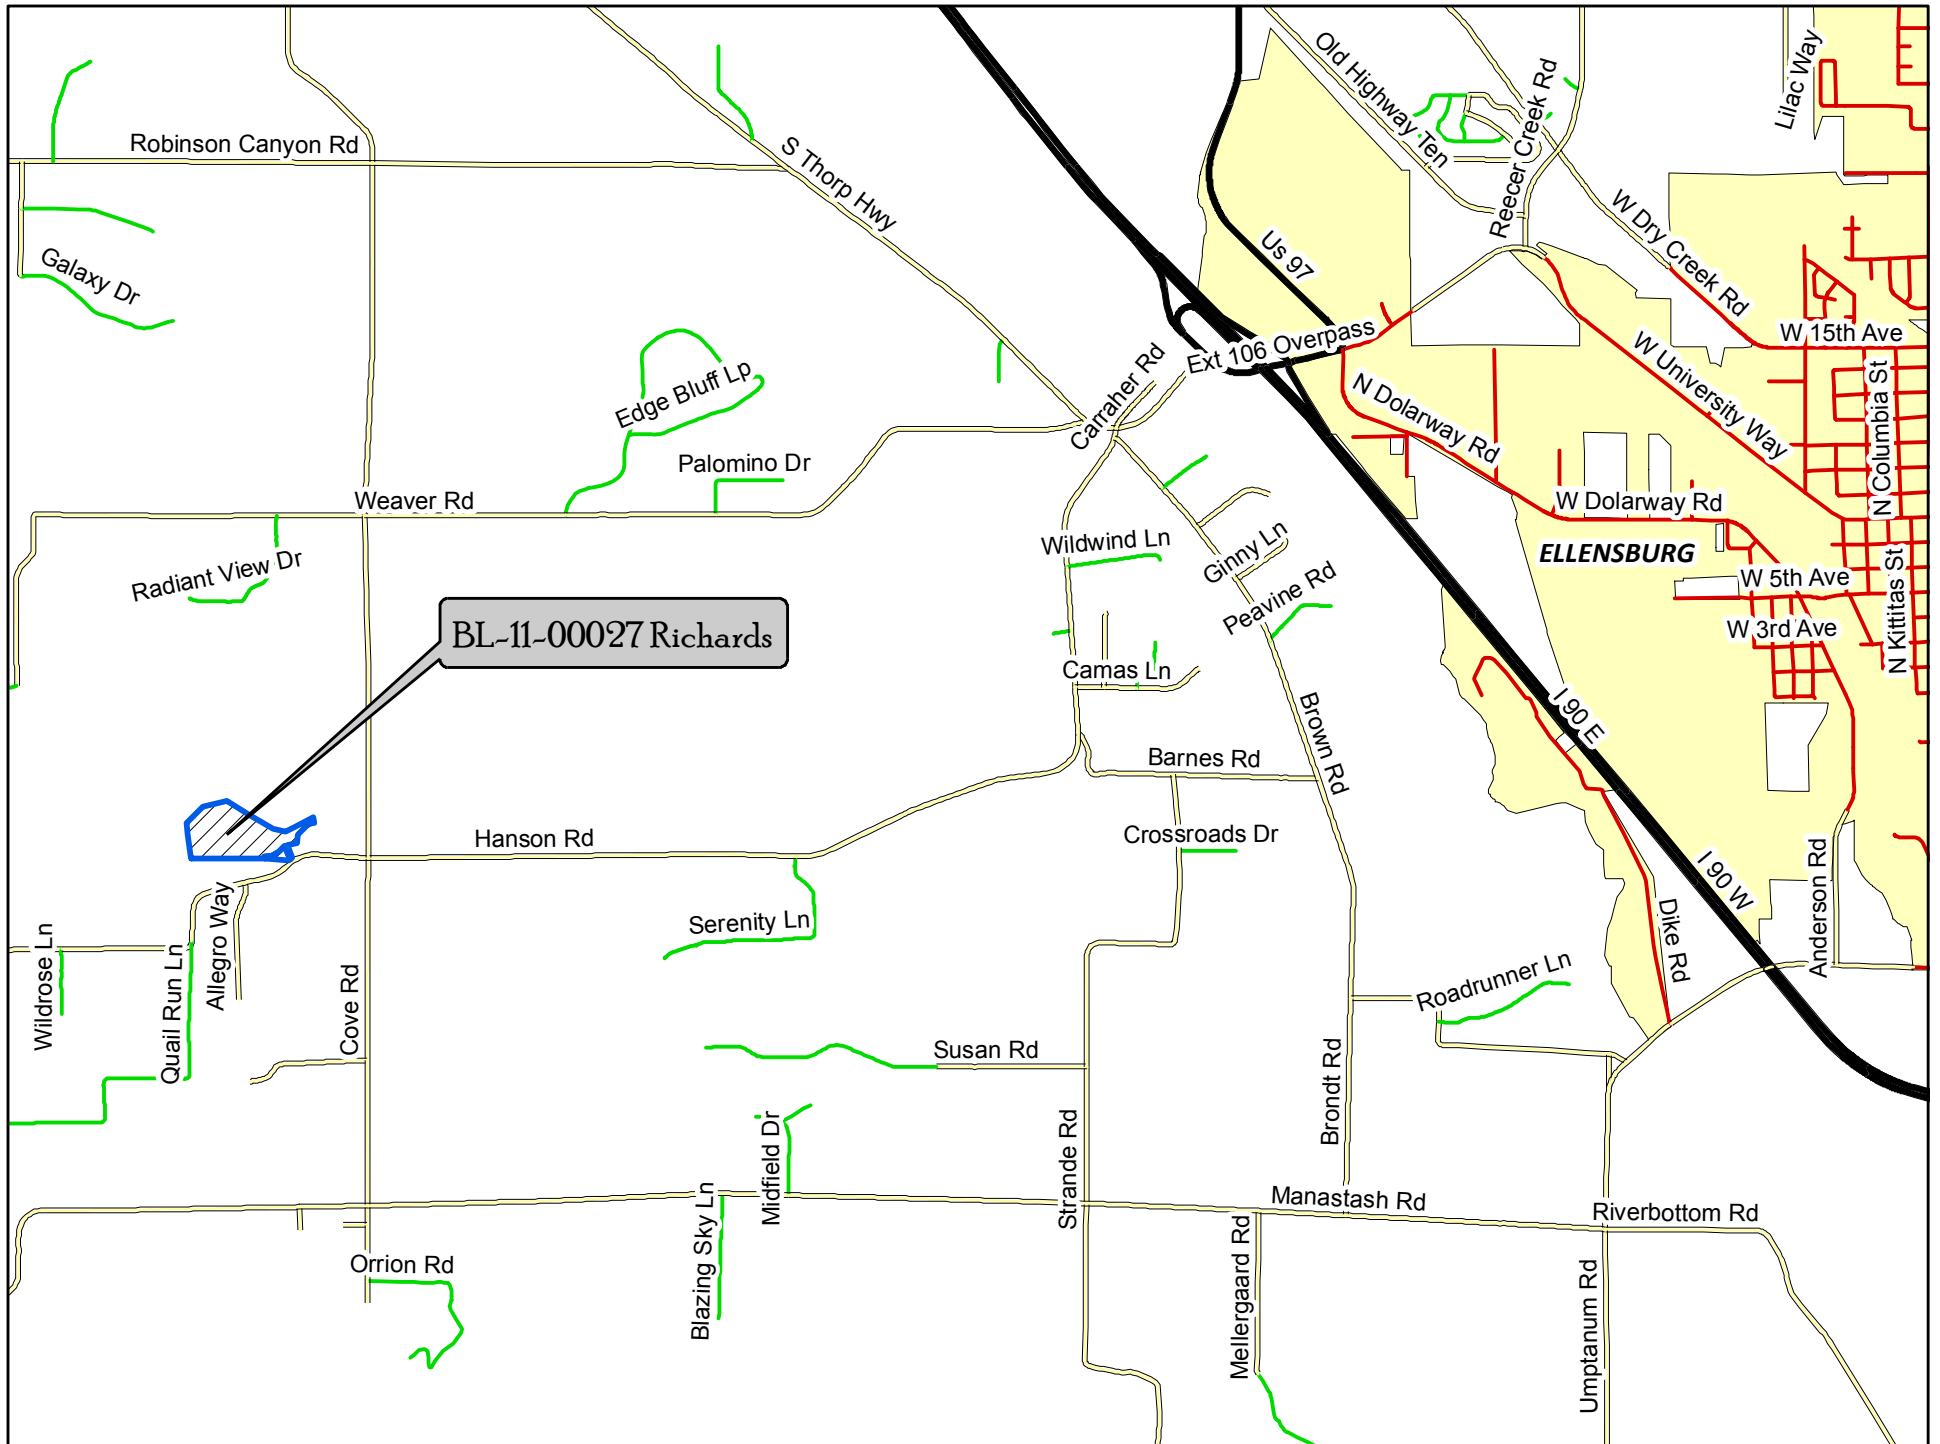 Old Highway Ten
Reecer Creek Rd
Lilac Way
Robinson Canyon Rd
S Thorp Hwy
W Dry Creek Rd
Us 97
Galaxy Dr
W 15th Ave
Ext 106 Overpass
W University Way
Carraher Rd
N Columbia St
Edge Bluff Lp
N Dolarway Rd
Palomino Dr
Weaver Rd
W Dolarway Rd
Wildwind Ln
Ginny Ln
ELLENSBURG
Radiant View Dr
Peavine Rd
W 5th Ave
N Kittitas St
BL-11-00027 Richards
W 3rd Ave
Camas Ln
I 90 E
Brown Rd
Barnes Rd
Hanson Rd
Crossroads Dr
I 90 W
Anderson Rd
Serenity Ln
Allegro Way
Dike Rd
Wildrose Ln
Quail Run Ln
Roadrunner Ln
Cove Rd
Susan Rd
Brondt Rd
Midfield Dr
Strande Rd
Manastash Rd
Riverbottom Rd
Blazing Sky Ln
Orrion Rd
Mellergaard Rd
Umptanum Rd